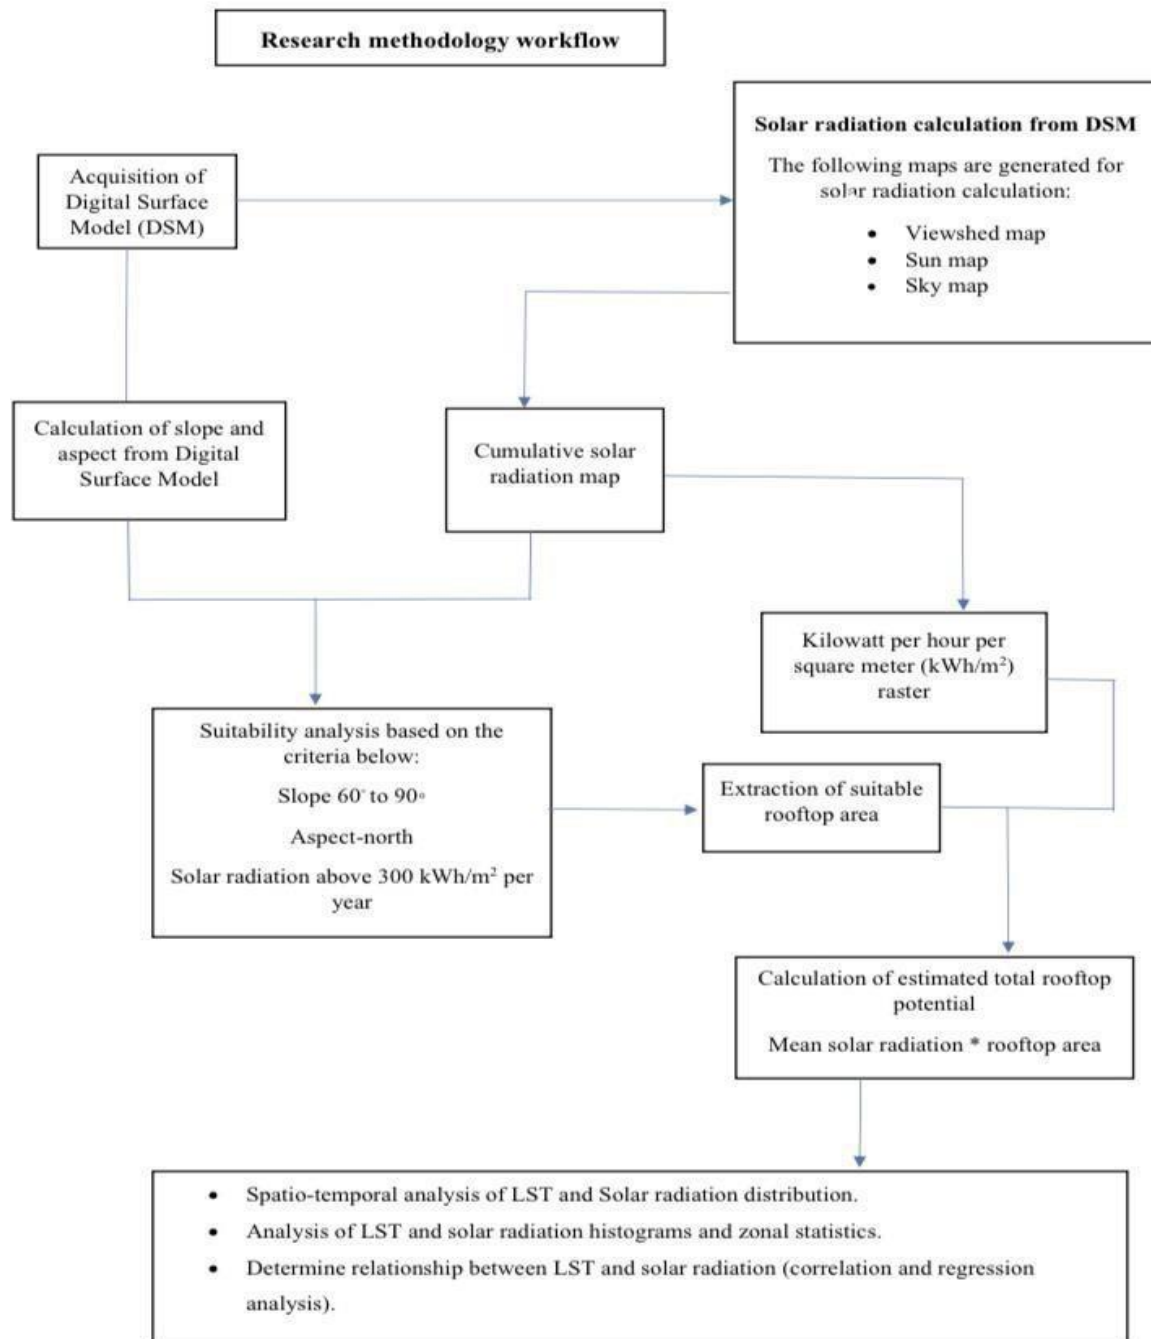 Research methodology workflow
Solar radiation calculation from DSM
The following maps are generated for
solar radiation calculation:
• Viewshed map
• Sun map
• Sky map
Acquisition of
Digital Surface
Model (DSM)
Calculation of slope and
aspect from Digital
Surface Model
Cumulative solar
radiation map
Kilowatt per hour per
square meter (kWh/m²)
raster
Suitability analysis based on the
criteria below:
Slope 60° to 90°
Aspect-north
Solar radiation above 300 kWh/m² per
year
Extraction of suitable
rooftop area
Calculation of estimated total rooftop
potential
Mean solar radiation * rooftop area
• Spatio-temporal analysis of LST and Solar radiation distribution.
• Analysis of LST and solar radiation histograms and zonal statistics.
• Determine relationship between LST and solar radiation (correlation and regression
analysis).